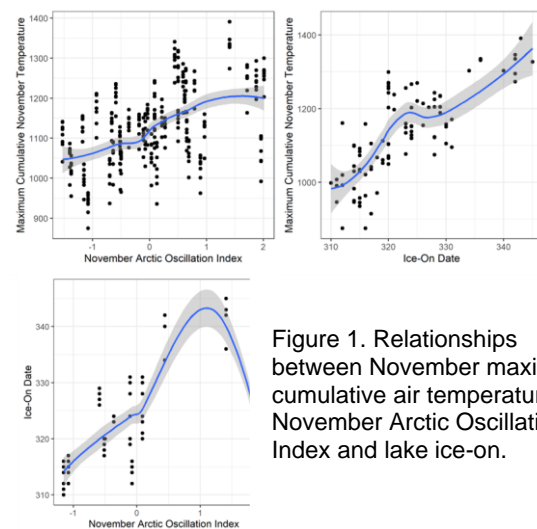 Maximum Cumulative November Temperature
1400
1300
1200
1100
1000
900
-1
0
1
2
November Arctic Oscillation Index
Maximum Cumulative November Temperature
1400
1200
1000
310
320
330
340
Ice-On Date
Ice-On Date
340
330
320
310
-1
0
1
November Arctic Oscillation Index
Figure 1. Relationships
between November maxi
cumulative air temperatur
November Arctic Oscillati
Index and lake ice-on.